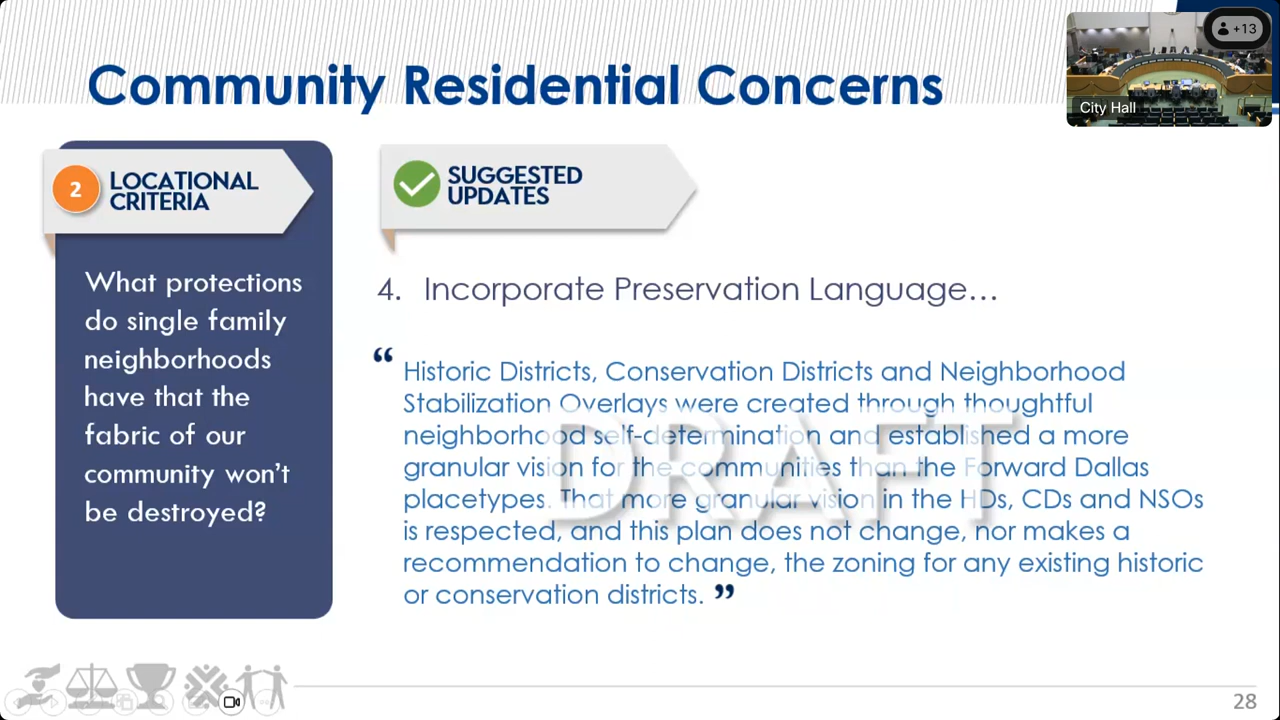 Community Residential Concerns
+13
City Hall
2
LOCATIONAL
CRITERIA
What protections
do single family
neighborhoods
have that the
fabric of our
community won't
be destroyed?
SUGGESTED
UPDATES
4. Incorporate Preservation Language...
“ Historic Districts, Conservation Districts and Neighborhood
Stabilization Overlays were created through thoughtful
neighborhood self-determination and established a more
granular vision for the communities than the Forward Dallas
placetypes. That more granular vision in the HDs, CDs and NSOs
is respected, and this plan does not change, nor makes a
recommendation to change, the zoning for any existing historic
or conservation districts. ”
DRAFT
28